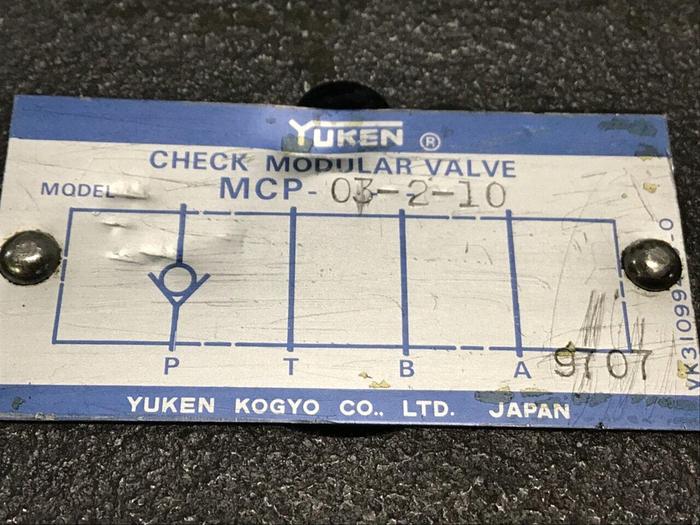 YUKEN ®
CHECK MODULAR VALVE
MODEL MCP-03-2-10
P T B A 9707
YUKEN KOGYO CO., LTD. JAPAN